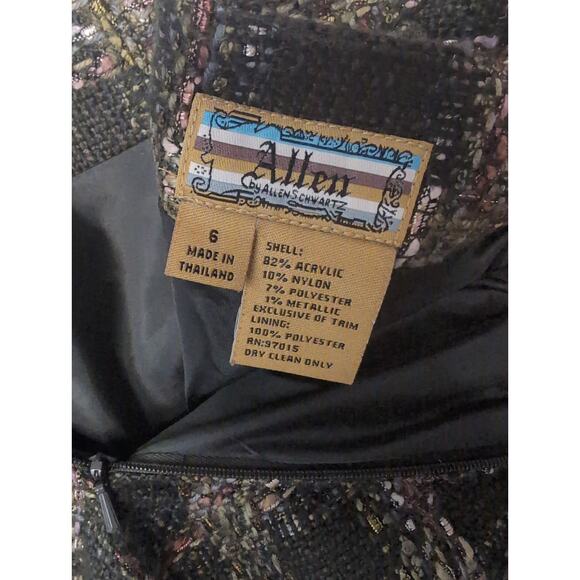 Allen
BY ALLEN SCHWARTZ
6
MADE IN
THAILAND
SHELL:
82% ACRYLIC
10% NYLON
7% POLYESTER
1% METALLIC
EXCLUSIVE OF TRIM
LINING:
100% POLYESTER
RN:97015
DRY CLEAN ONLY